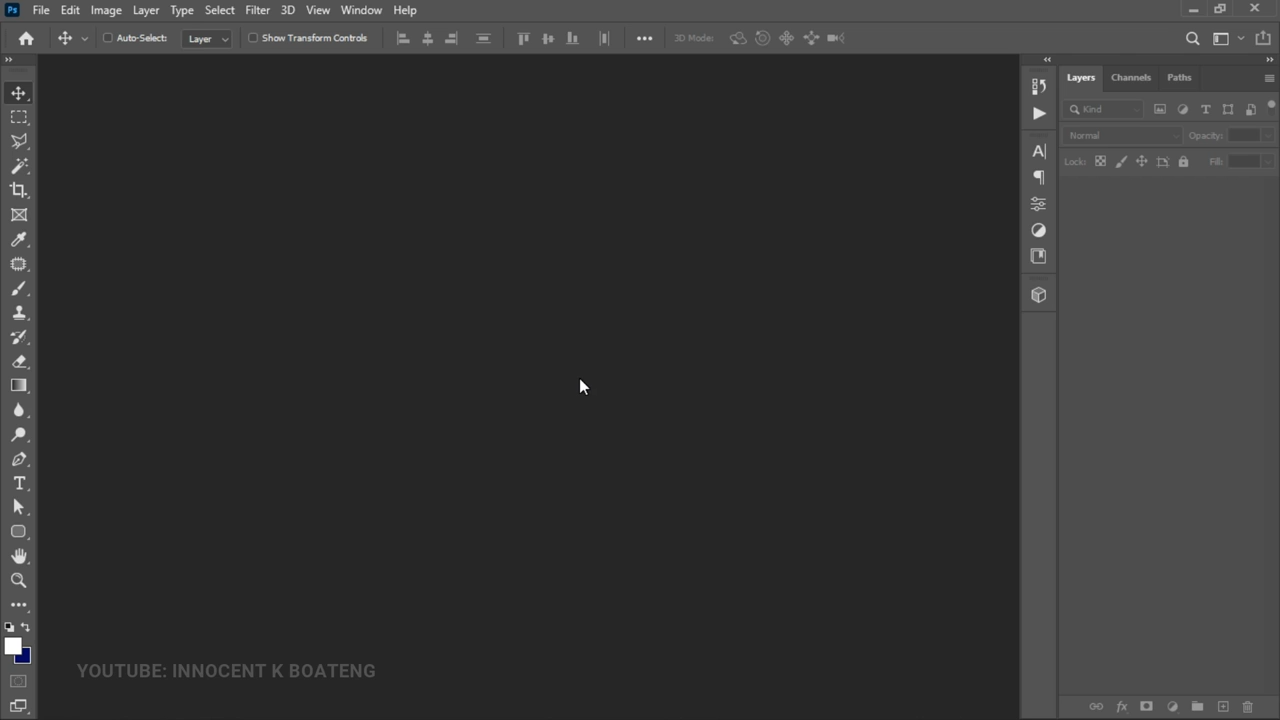 Ps File Edit Image Layer Type Select Filter 3D View Window Help
Auto-Select: Layer Show Transform Controls 3D Mode:
Layers Channels Paths
Kind
Normal Opacity:
Lock: Fill:
YOUTUBE: INNOCENT K BOATENG